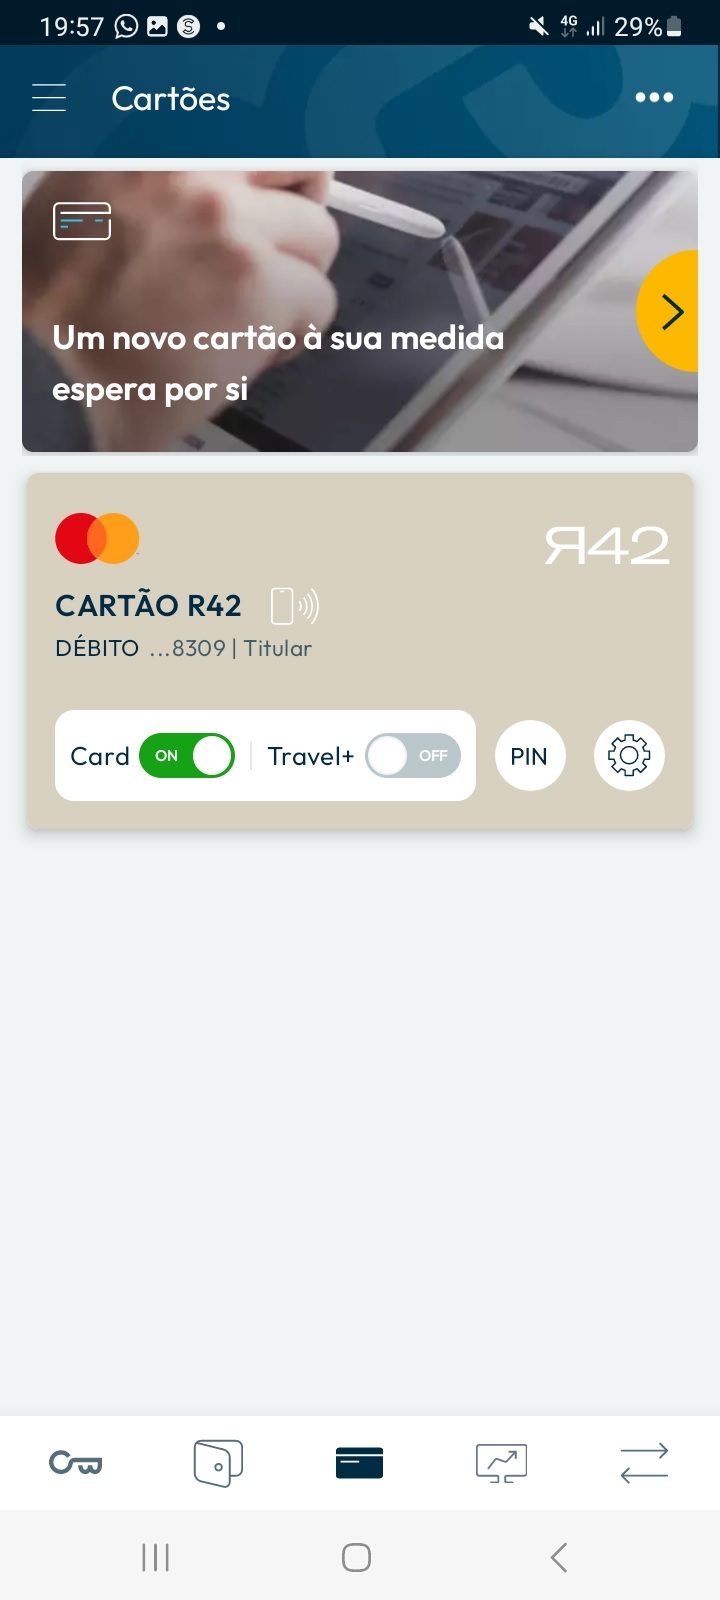 19:57
4G
29%
Cartões
Um novo cartão à sua medida
espera por si
R42
CARTÃO R42
DÉBITO ...8309 | Titular
Card ON Travel+ OFF PIN